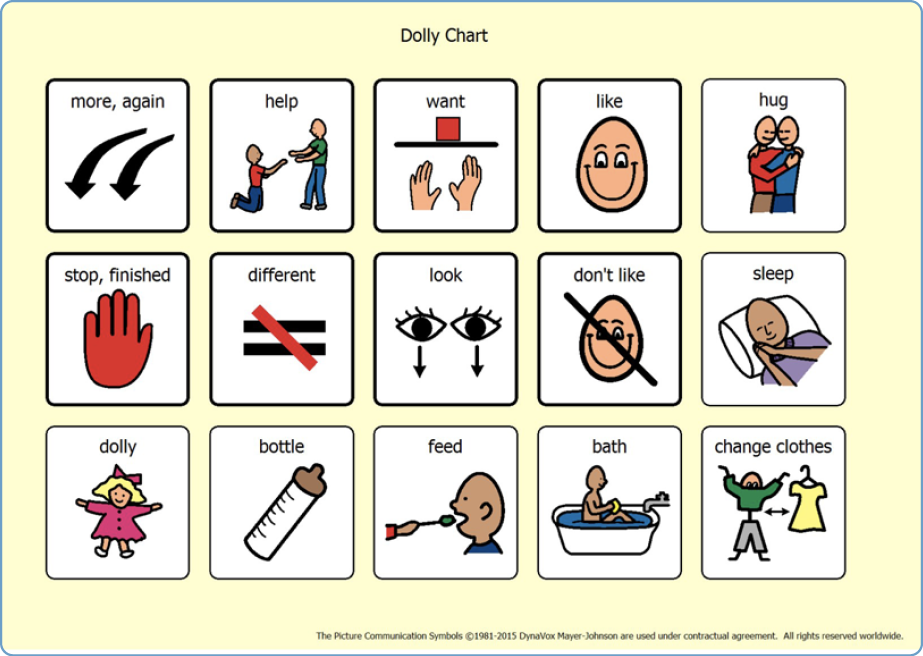 Dolly Chart
more, again
help
want
like
hug
stop, finished
different
look
don't like
sleep
dolly
bottle
feed
bath
change clothes
The Picture Communication Symbols ©1981-2015 DynaVox Mayer-Johnson are used under contractual agreement. All rights reserved worldwide.